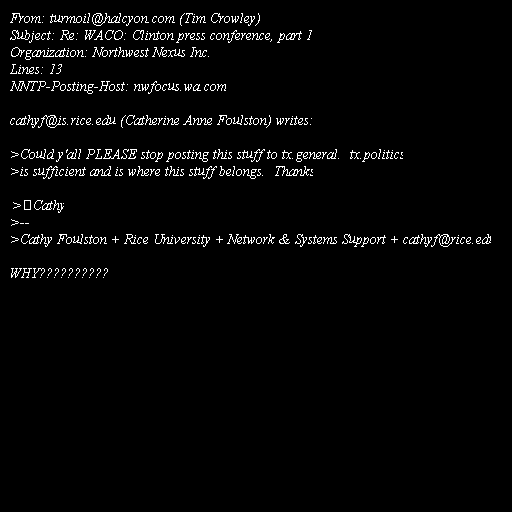 From: turmoil@halcyon.com (Tim Crowley)
Subject: Re: WACO: Clinton press conference, part 1
Organization: Northwest Nexus Inc.
Lines: 13
NNTP-Posting-Host: nwfocus.wa.com
cathyf@is.rice.edu (Catherine Anne Foulston) writes:
>Could y'all PLEASE stop posting this stuff to tx.general.  tx.politics
>is sufficient and is where this stuff belongs.  Thanks
>▯Cathy
>--
>Cathy Foulston + Rice University + Network & Systems Support + cathyf@rice.edu
WHY??????????